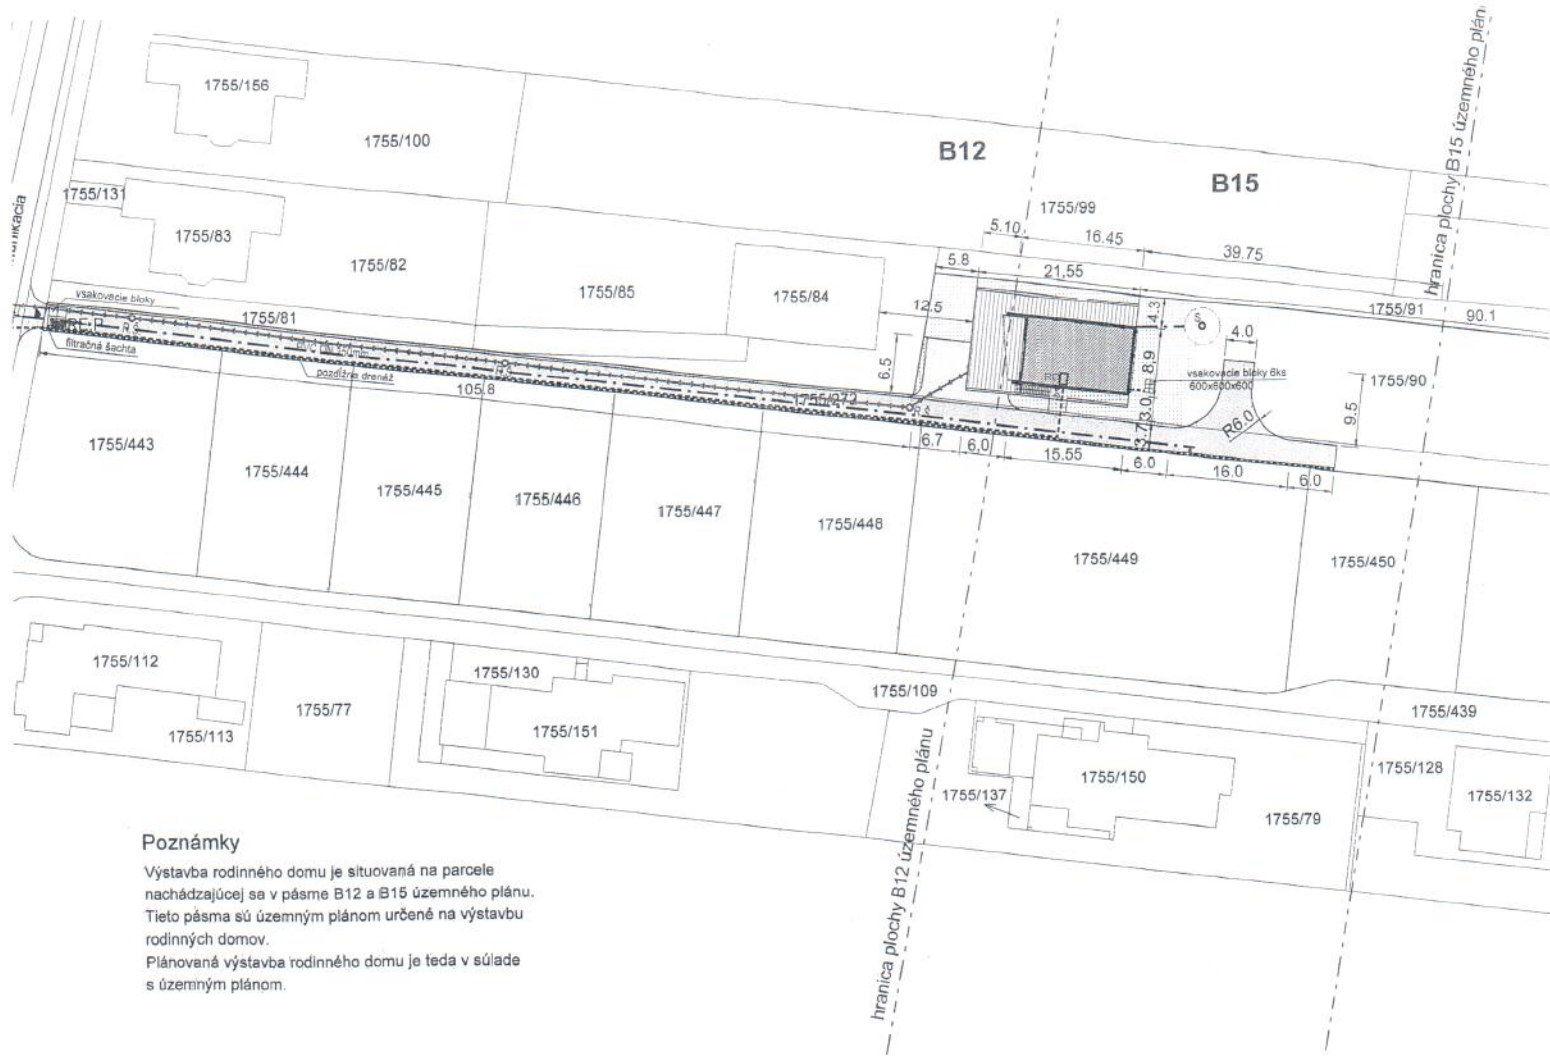 1755/156
1755/100
B12
B15
hranica plochy B15 územného plánu
1755/131
1755/83
1755/82
1755/99
5.10
16.45
39.75
5.8
21.55
1755/85
1755/84
12.5
4.3
S
4.0
1755/91
90.1
vsakovacie bloky
1755/81
R.Š.
filtračná šachta
pozdĺžna drenáž
105.8
1755/272
6.5
8,9
3.0
3.7
vsakovacie bloky 6ks
600x600x600
1755/90
R6.0
9.5
6.7
6.0
15.55
6.0
16.0
6.0
1755/443
1755/444
1755/445
1755/446
1755/447
1755/448
1755/449
1755/450
1755/112
1755/113
1755/77
1755/130
1755/151
1755/109
1755/439
hranica plochy B12 územného plánu
1755/137
1755/150
1755/79
1755/128
1755/132
Poznámky
Výstavba rodinného domu je situovaná na parcele
nachádzajúcej sa v pásme B12 a B15 územného plánu.
Tieto pásma sú územným plánom určené na výstavbu
rodinných domov.
Plánovaná výstavba rodinného domu je teda v súlade
s územným plánom.